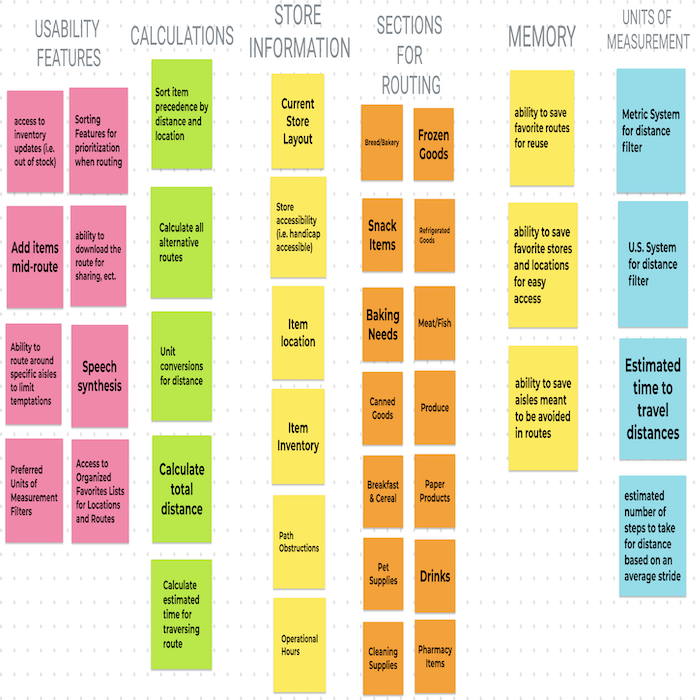 USABILITY
FEATURES
access to
inventory
updates (i.e.
out of stock)
Sorting
Features for
prioritization
when routing
Add items
mid-route
ability to
download the
route for
sharing, ect.
Ability to
route around
specific aisles
to limit
temptations
Speech
synthesis
Preferred
Units of
Measurement
Filters
Access to
Organized
Favorites Lists
for Locations
and Routes
CALCULATIONS
Sort item
precedence by
distance and
location
Calculate all
alternative
routes
Unit
conversions
for distance
Calculate
total
distance
Calculate
estimated
time for
traversing
route
STORE
INFORMATION
Current
Store
Layout
Store
accessibility
(i.e. handicap
accessible)
Item
location
Item
Inventory
Path
Obstructions
Operational
Hours
SECTIONS
FOR
ROUTING
Bread/Bakery
Frozen
Goods
Snack
Items
Refrigerated
Goods
Baking
Needs
Meat/Fish
Canned
Goods
Produce
Breakfast
& Cereal
Paper
Products
Pet
Supplies
Drinks
Cleaning
Supplies
Pharmacy
Items
MEMORY
ability to save
favorite routes
for reuse
ability to save
favorite stores
and locations
for easy
access
ability to save
aisles meant
to be avoided
in routes
UNITS OF
MEASUREMENT
Metric System
for distance
filter
U.S. System
for distance
filter
Estimated
time to
travel
distances
estimated
number of
steps to take
for distance
based on an
average stride